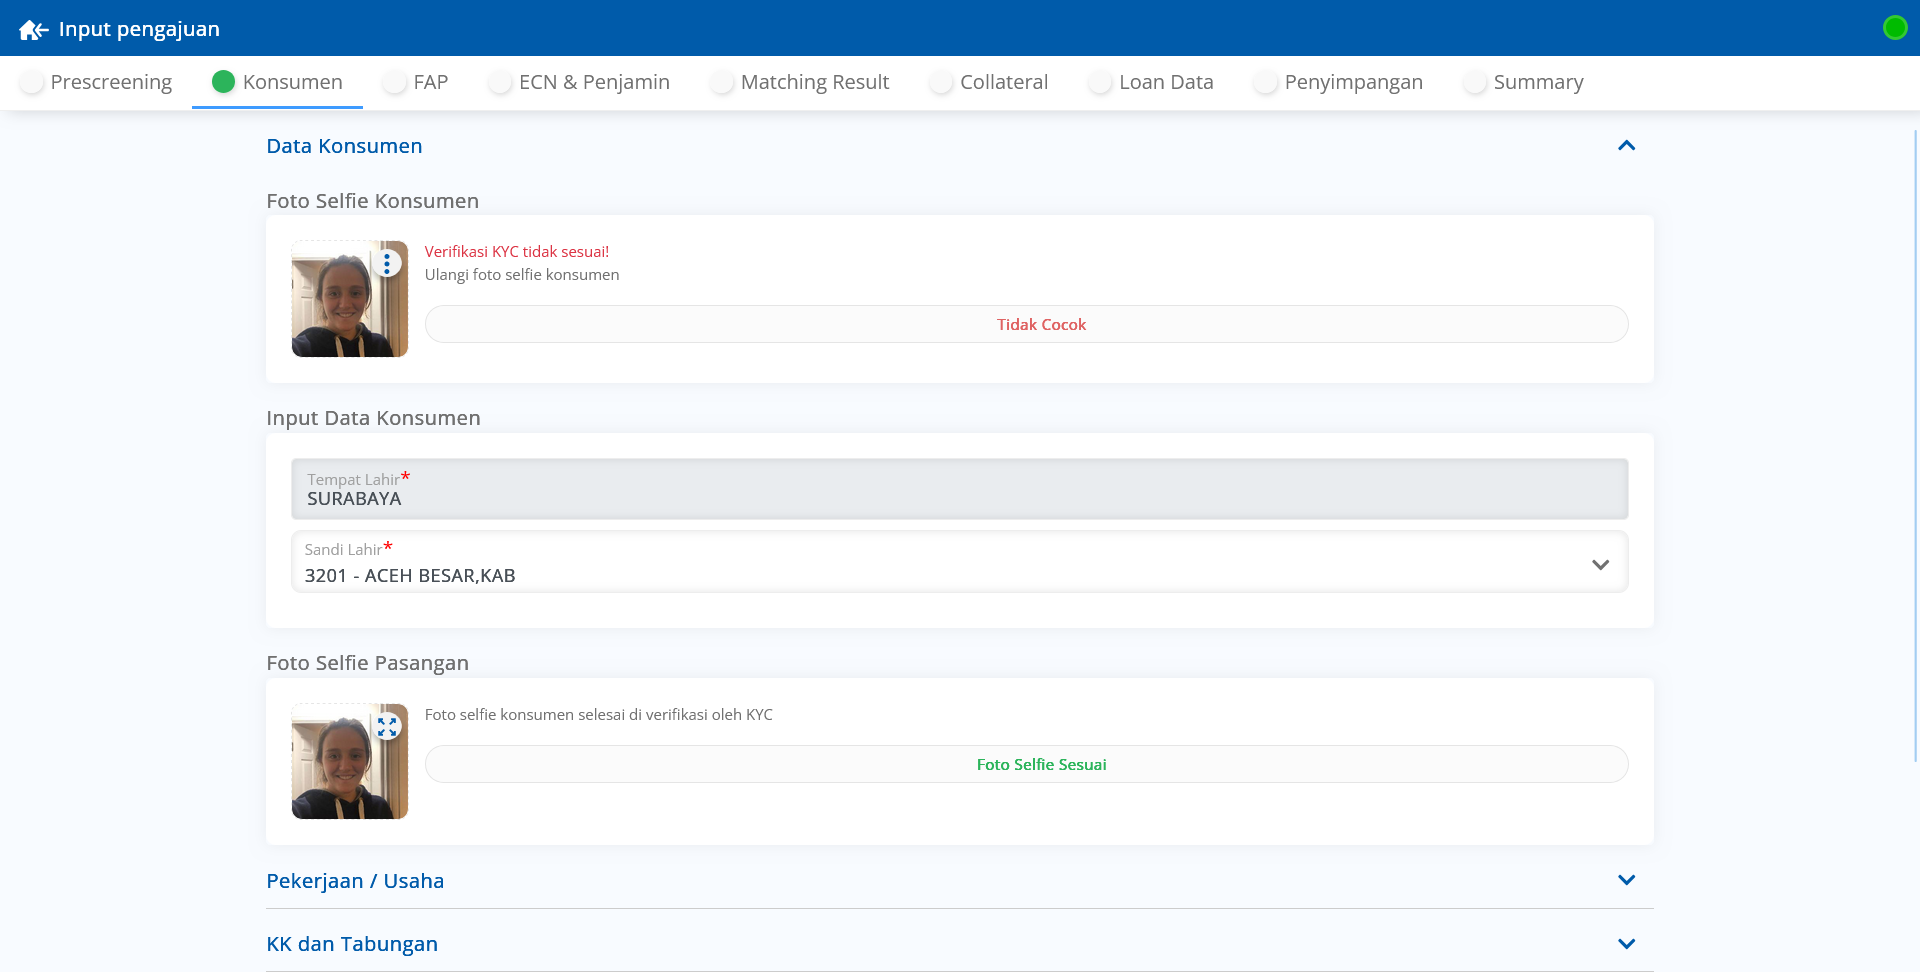 Input pengajuan
Prescreening
Konsumen
FAP
ECN & Penjamin
Matching Result
Collateral
Loan Data
Penyimpangan
Summary
Data Konsumen
Foto Selfie Konsumen
Verifikasi KYC tidak sesuai!
Ulangi foto selfie konsumen
Tidak Cocok
Input Data Konsumen
Tempat Lahir*
SURABAYA
Sandi Lahir*
3201 - ACEH BESAR,KAB
Foto Selfie Pasangan
Foto selfie konsumen selesai di verifikasi oleh KYC
Foto Selfie Sesuai
Pekerjaan / Usaha
KK dan Tabungan